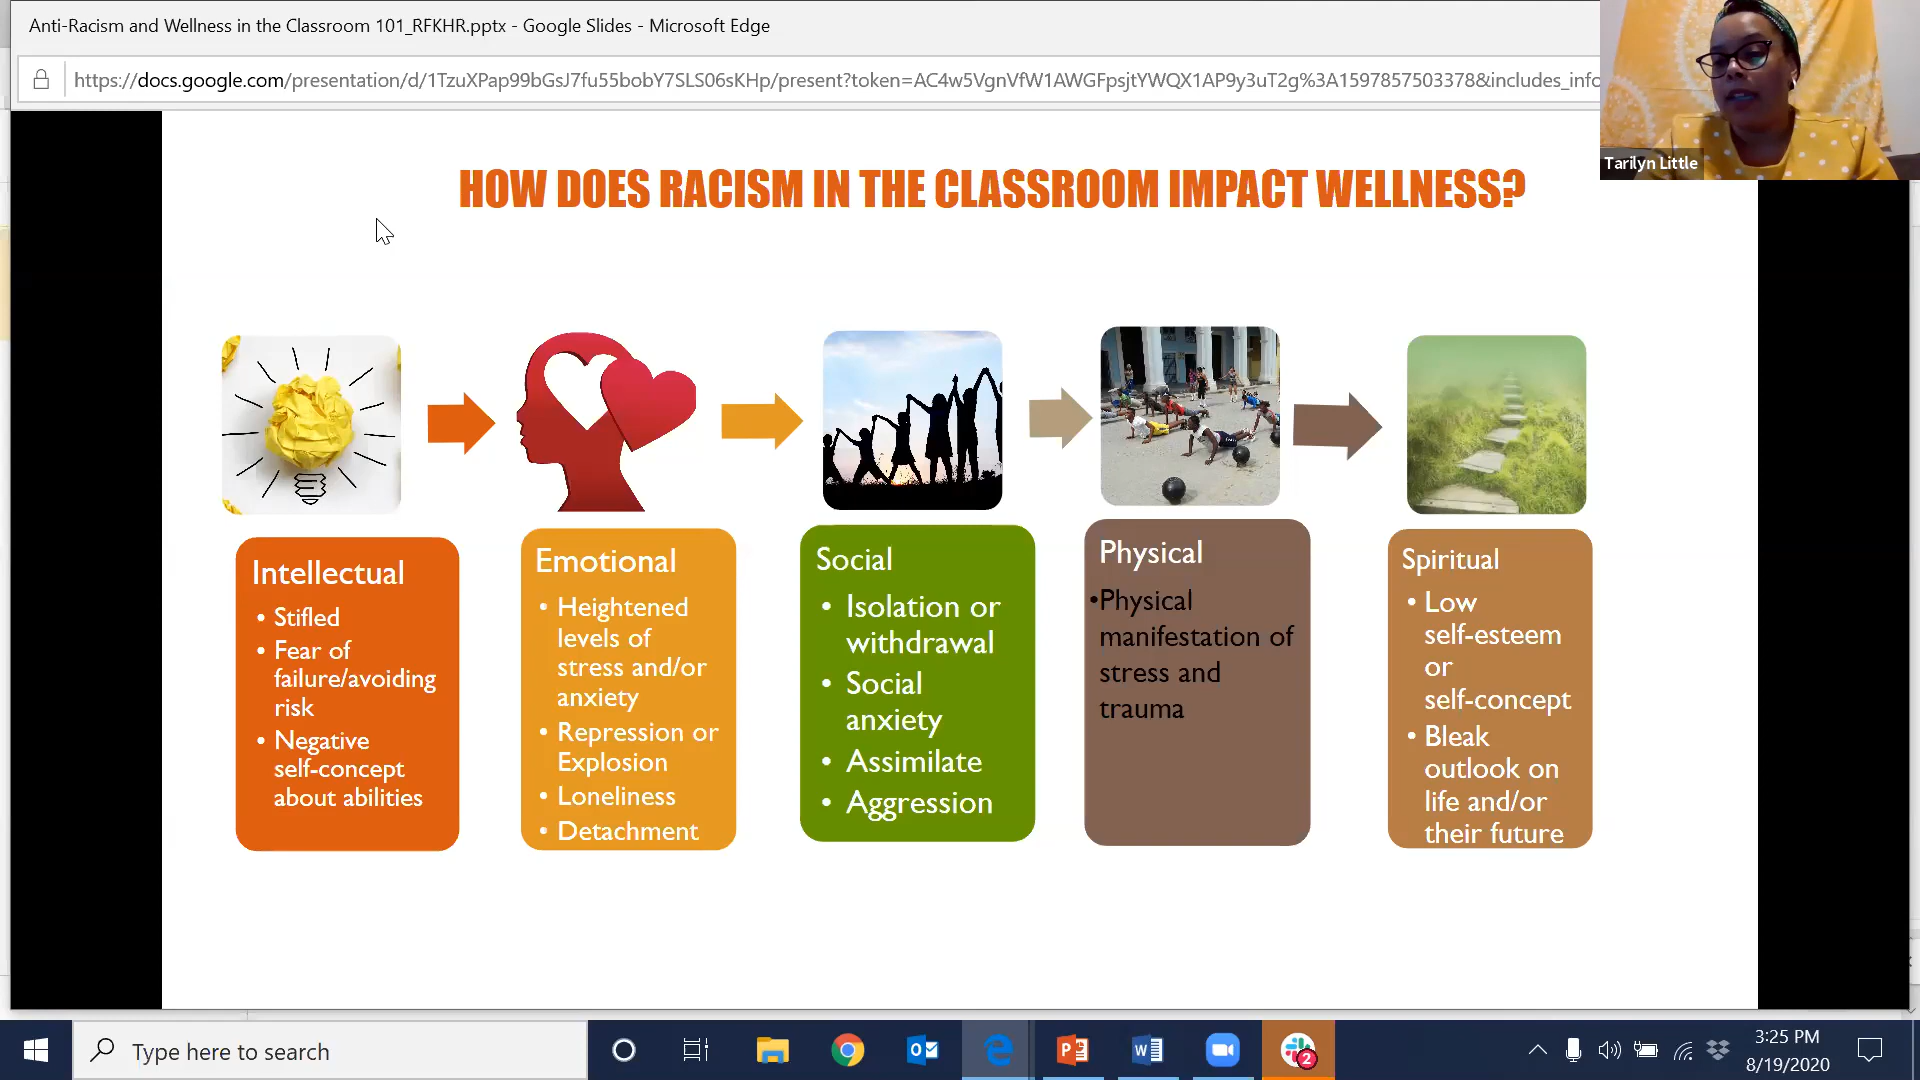 Anti-Racism and Wellness in the Classroom 101_RFKHR.pptx - Google Slides - Microsoft Edge
https://docs.google.com/presentation/d/1TzuXPap99bGsJ7fu55bobY7SLS06sKHp/present?token=AC4w5VgnVfW1AWGFpsjtYWQX1AP9y3uT2g%3A1597857503378&includes_info
Tarilyn Little
HOW DOES RACISM IN THE CLASSROOM IMPACT WELLNESS?
Intellectual
• Stifled
• Fear of
failure/avoiding
risk
• Negative
self-concept
about abilities
Emotional
• Heightened
levels of
stress and/or
anxiety
• Repression or
Explosion
• Loneliness
• Detachment
Social
• Isolation or
withdrawal
• Social
anxiety
• Assimilate
• Aggression
Physical
•Physical
manifestation of
stress and
trauma
Spiritual
• Low
self-esteem
or
self-concept
• Bleak
outlook on
life and/or
their future
Type here to search
2
3:25 PM
8/19/2020